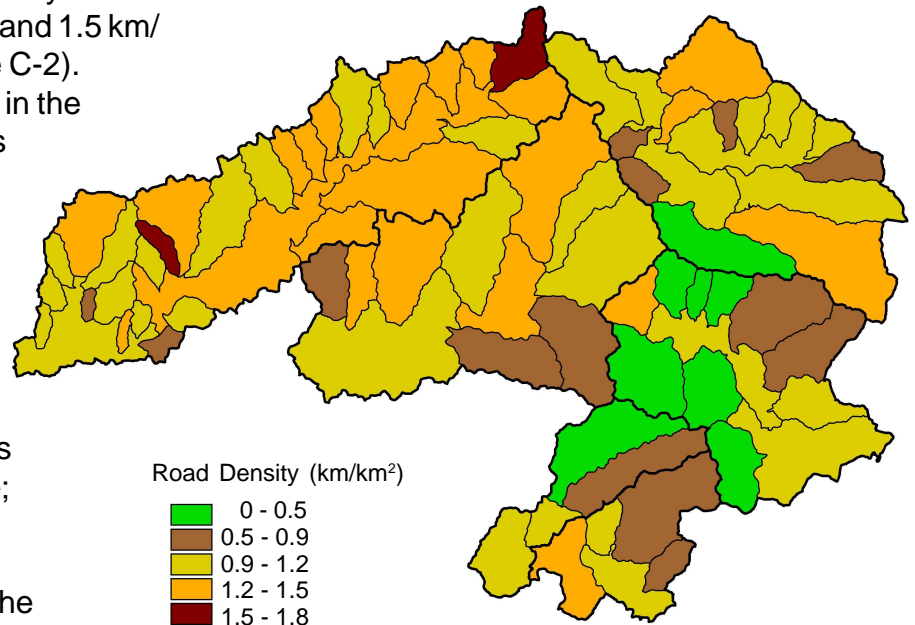 and 1.5 km/
C-2).
in the
s
s
;
the
Road Density (km/km²)
0 - 0.5
0.5 - 0.9
0.9 - 1.2
1.2 - 1.5
1.5 - 1.8